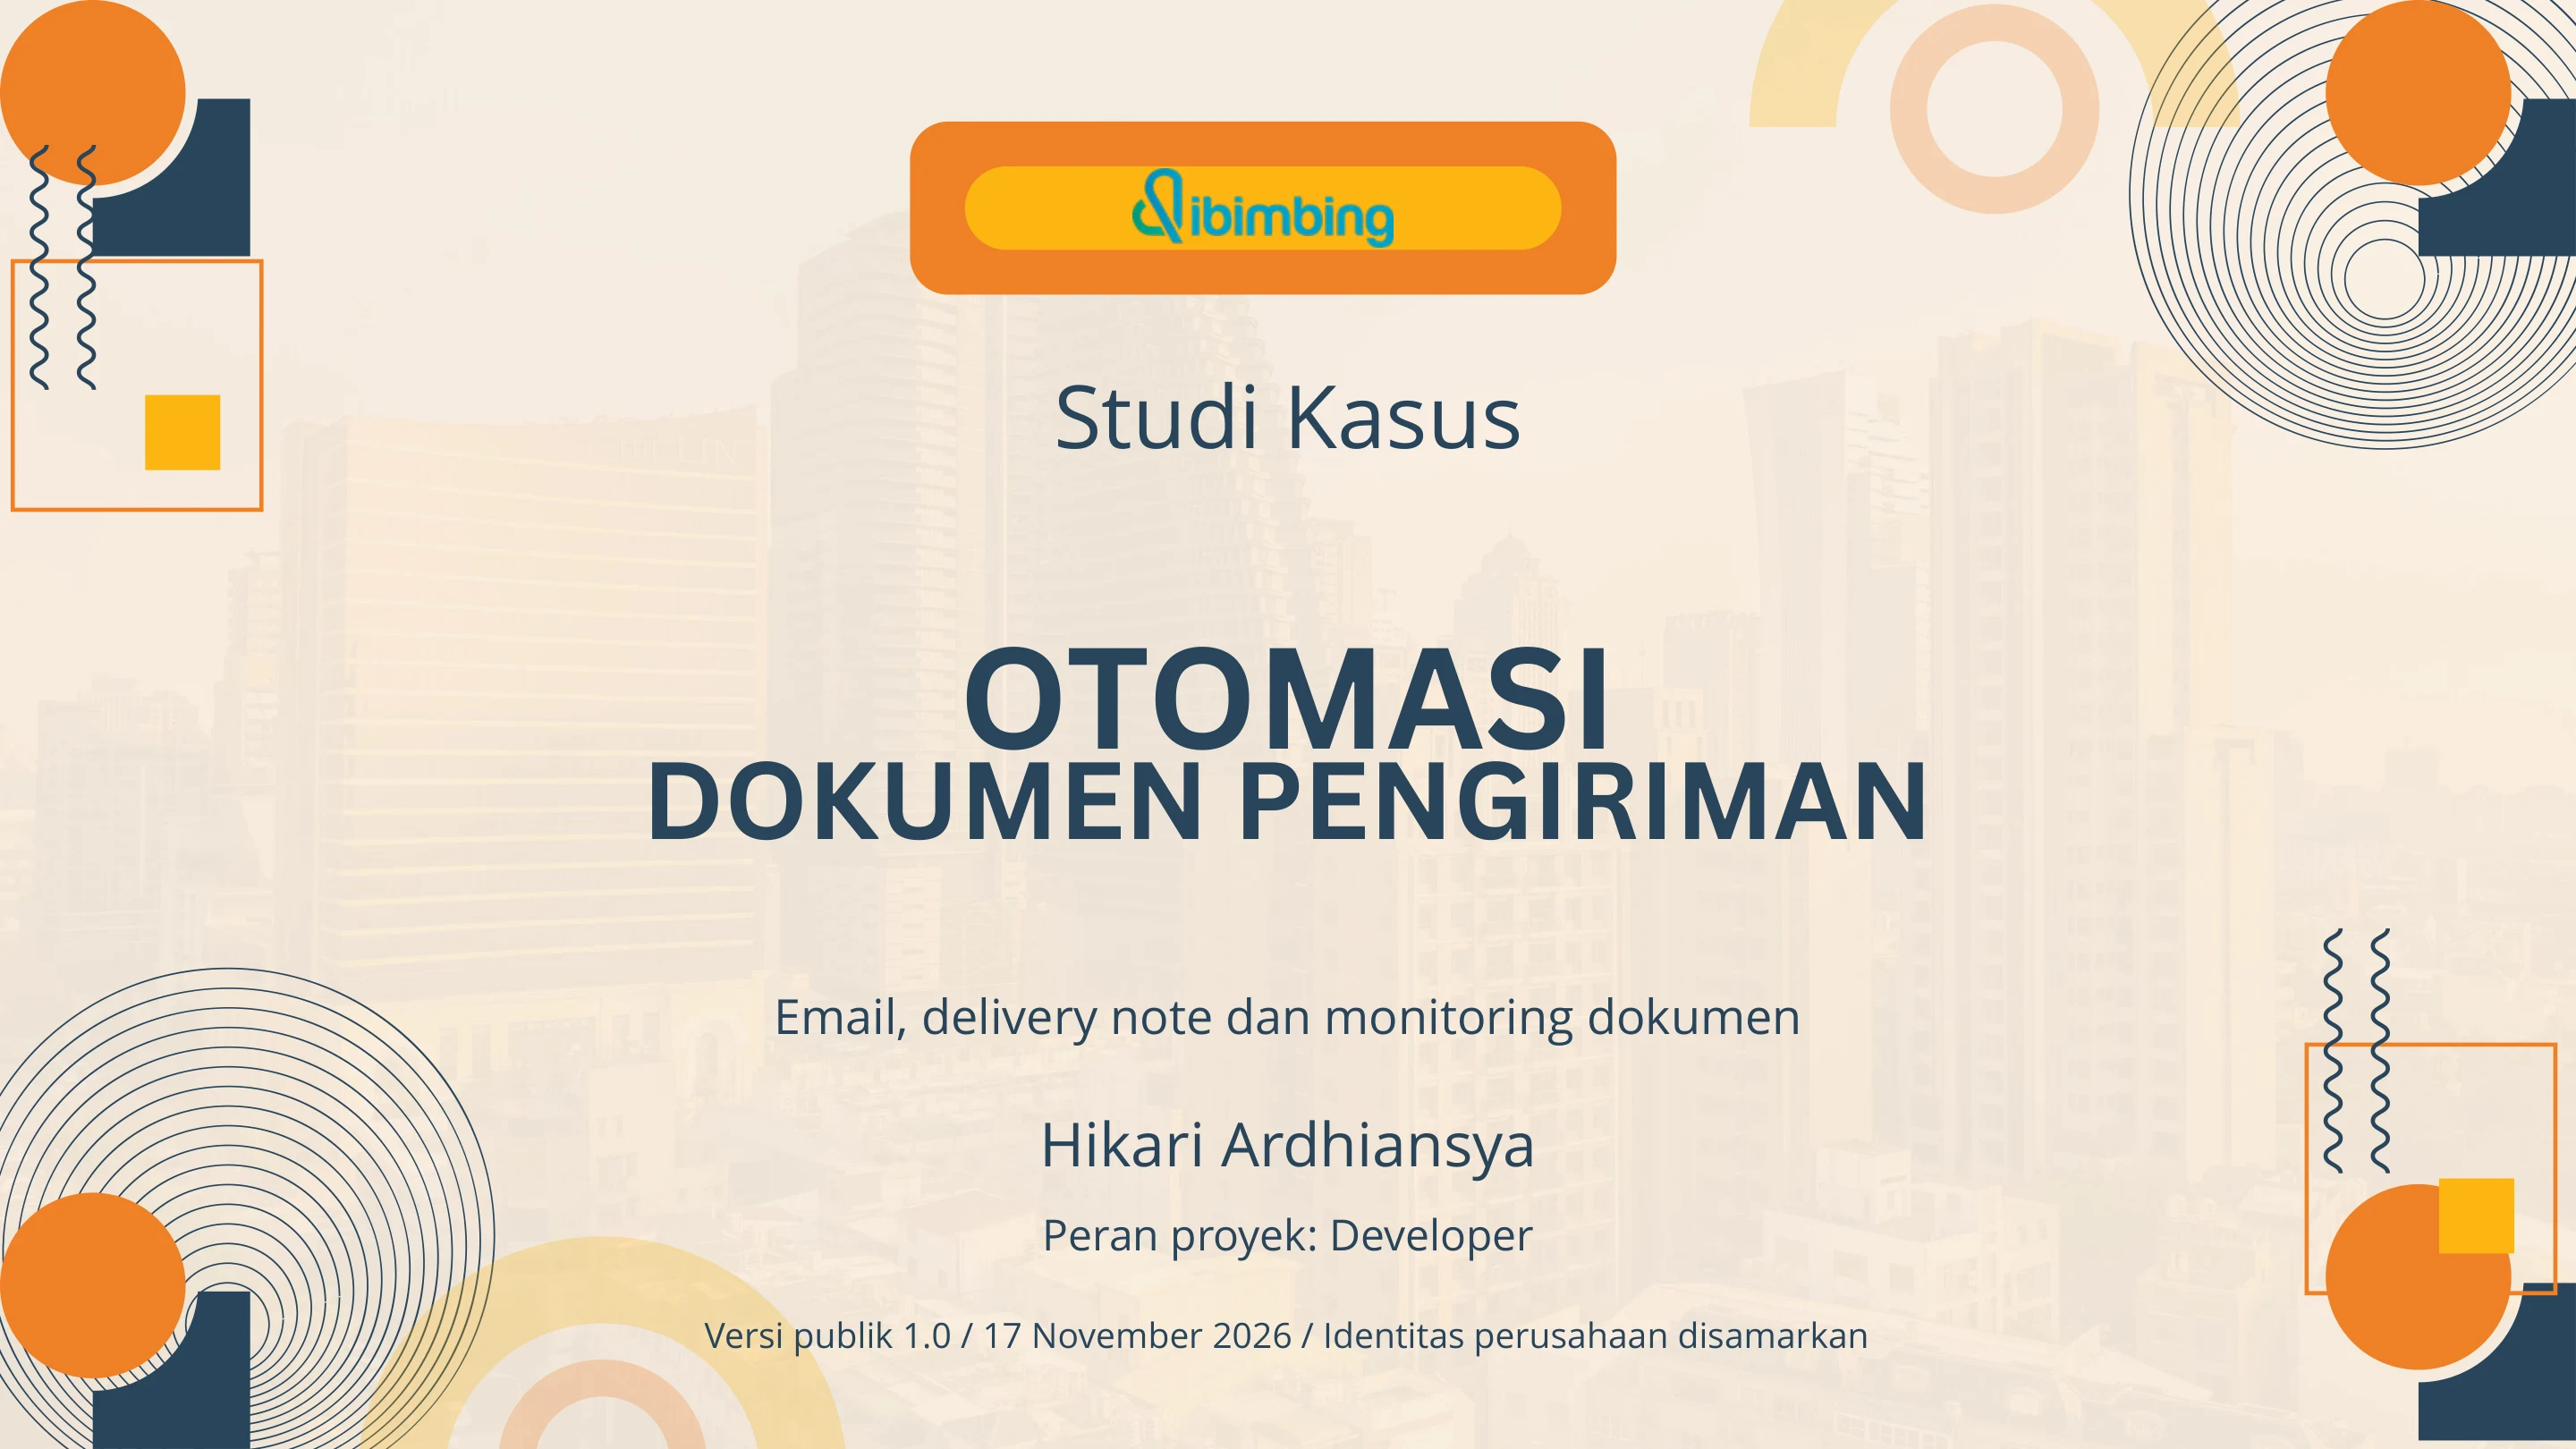 dibimbing
Studi Kasus
OTOMASI
DOKUMEN PENGIRIMAN
Email, delivery note dan monitoring dokumen
Hikari Ardhiansya
Peran proyek: Developer
Versi publik 1.0 / 17 November 2026 / Identitas perusahaan disamarkan